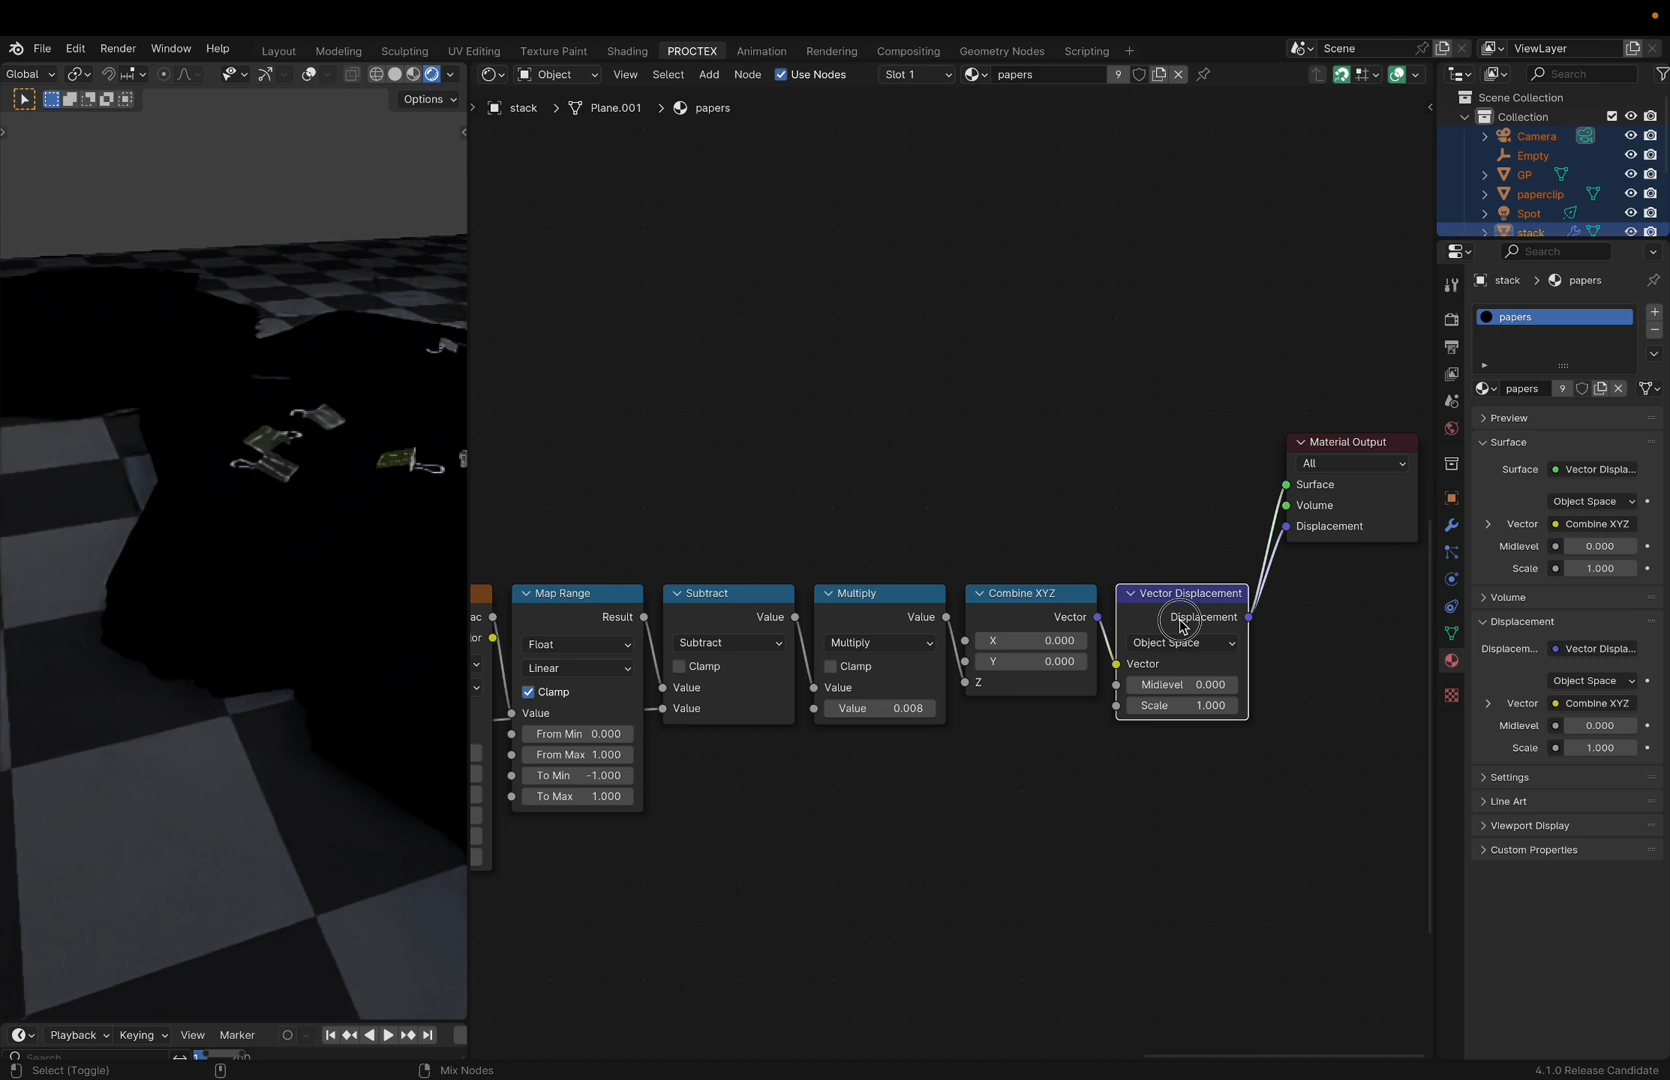 File Edit Render Window Help Layout Modeling Sculpting UV Editing Texture Paint Shading PROCTEX Animation Rendering Compositing Geometry Nodes Scripting + Scene ViewLayer
Global Object View Select Add Node Use Nodes Slot 1 papers 9 Search
Options
stack > Plane.001 > papers
Scene Collection
Collection
Camera
Empty
GP
paperclip
Spot
stack
Search
stack > papers
papers
papers 9
Preview
Surface
Surface Vector Displa...
Object Space
Vector Combine XYZ
Midlevel 0.000
Scale 1.000
Volume
Displacement
Displacem... Vector Displa...
Object Space
Vector Combine XYZ
Midlevel 0.000
Scale 1.000
Settings
Line Art
Viewport Display
Custom Properties
Material Output
All
Surface
Volume
Displacement
Map Range
Result
Float
Linear
Clamp
Value
From Min 0.000
From Max 1.000
To Min -1.000
To Max 1.000
Subtract
Value
Subtract
Clamp
Value
Value
Multiply
Value
Multiply
Clamp
Value
Value 0.008
Combine XYZ
Vector
X 0.000
Y 0.000
Z
Vector Displacement
Displacement
Object Space
Vector
Midlevel 0.000
Scale 1.000
Playback Keying View Marker
Search
Select (Toggle) Mix Nodes 4.1.0 Release Candidate